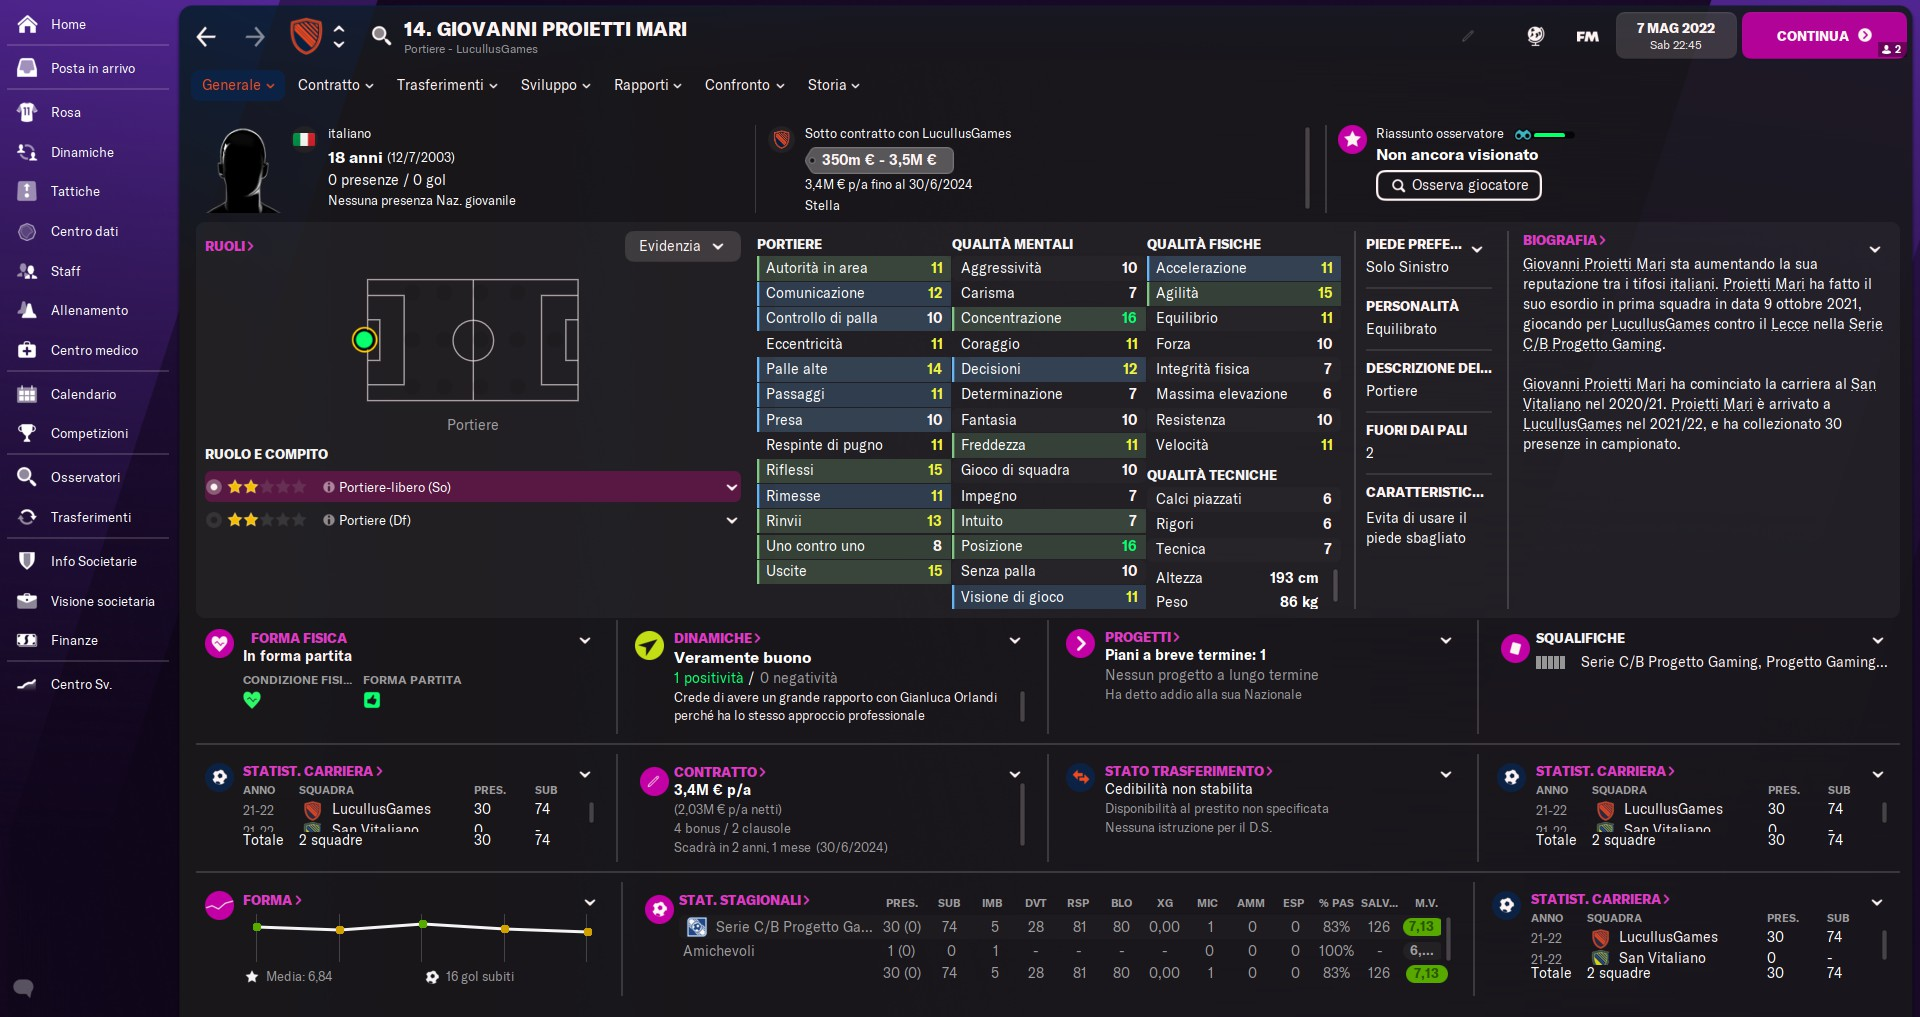 Home
Posta in arrivo
Rosa
Dinamiche
Tattiche
Centro dati
Staff
Allenamento
Centro medico
Calendario
Competizioni
Osservatori
Trasferimenti
Info Societarie
Visione societaria
Finanze
Centro Sv.
14. GIOVANNI PROIETTI MARI
Portiere - LucullusGames
FM
7 MAG 2022
Sab 22:45
CONTINUA
2
Generale Contratto Trasferimenti Sviluppo Rapporti Confronto Storia
italiano
18 anni (12/7/2003)
0 presenze / 0 gol
Nessuna presenza Naz. giovanile
Sotto contratto con LucullusGames
350m € - 3,5M €
3,4M € p/a fino al 30/6/2024
Stella
Riassunto osservatore
Non ancora visionato
Osserva giocatore
RUOLI
Evidenzia
Portiere
RUOLO E COMPITO
Portiere-libero (So)
Portiere (Df)
PORTIERE
Autorità in area 11
Comunicazione 12
Controllo di palla 10
Eccentricità 11
Palle alte 14
Passaggi 11
Presa 10
Respinte di pugno 11
Riflessi 15
Rimesse 11
Rinvii 13
Uno contro uno 8
Uscite 15
QUALITÀ MENTALI
Aggressività 10
Carisma 7
Concentrazione 16
Coraggio 11
Decisioni 12
Determinazione 7
Fantasia 10
Freddezza 11
Gioco di squadra 10
Impegno 7
Intuito 7
Posizione 16
Senza palla 10
Visione di gioco 11
QUALITÀ FISICHE
Accelerazione 11
Agilità 15
Equilibrio 11
Forza 10
Integrità fisica 7
Massima elevazione 6
Resistenza 10
Velocità 11
QUALITÀ TECNICHE
Calci piazzati 6
Rigori 6
Tecnica 7
Altezza 193 cm
Peso 86 kg
PIEDE PREFE...
Solo Sinistro
PERSONALITÀ
Equilibrato
DESCRIZIONE DEI...
Portiere
FUORI DAI PALI
2
CARATTERISTIC...
Evita di usare il
piede sbagliato
BIOGRAFIA
Giovanni Proietti Mari sta aumentando la sua
reputazione tra i tifosi italiani. Proietti Mari ha fatto il
suo esordio in prima squadra in data 9 ottobre 2021,
giocando per LucullusGames contro il Lecce nella Serie
C/B Progetto Gaming.
Giovanni Proietti Mari ha cominciato la carriera al San
Vitaliano nel 2020/21. Proietti Mari è arrivato a
LucullusGames nel 2021/22, e ha collezionato 30
presenze in campionato.
FORMA FISICA
In forma partita
CONDIZIONE FISI... FORMA PARTITA
DINAMICHE
Veramente buono
1 positività / 0 negatività
Crede di avere un grande rapporto con Gianluca Orlandi
perché ha lo stesso approccio professionale
PROGETTI
Piani a breve termine: 1
Nessun progetto a lungo termine
Ha detto addio alla sua Nazionale
SQUALIFICHE
Serie C/B Progetto Gaming, Progetto Gaming...
STATIST. CARRIERA
ANNO SQUADRA PRES. SUB
21-22 LucullusGames 30 74
21-22 San Vitaliano 0 -
Totale 2 squadre 30 74
CONTRATTO
3,4M € p/a
(2,03M € p/a netti)
4 bonus / 2 clausole
Scadrà in 2 anni, 1 mese (30/6/2024)
STATO TRASFERIMENTO
Cedibilità non stabilita
Disponibilità al prestito non specificata
Nessuna istruzione per il D.S.
STATIST. CARRIERA
ANNO SQUADRA PRES. SUB
21-22 LucullusGames 30 74
21-22 San Vitaliano 0 -
Totale 2 squadre 30 74
FORMA
Media: 6,84
16 gol subiti
STAT. STAGIONALI PRES. SUB IMB DVT RSP BLO XG MIC AMM ESP % PAS SALV... M.V.
Serie C/B Progetto Ga... 30 (0) 74 5 28 81 80 0,00 1 0 0 83% 126 7,13
Amichevoli 1 (0) 0 1 - - - - 0 0 0 100% - 6,...
30 (0) 74 5 28 81 80 0,00 1 0 0 83% 126 7,13
STATIST. CARRIERA
ANNO SQUADRA PRES. SUB
21-22 LucullusGames 30 74
21-22 San Vitaliano 0 -
Totale 2 squadre 30 74